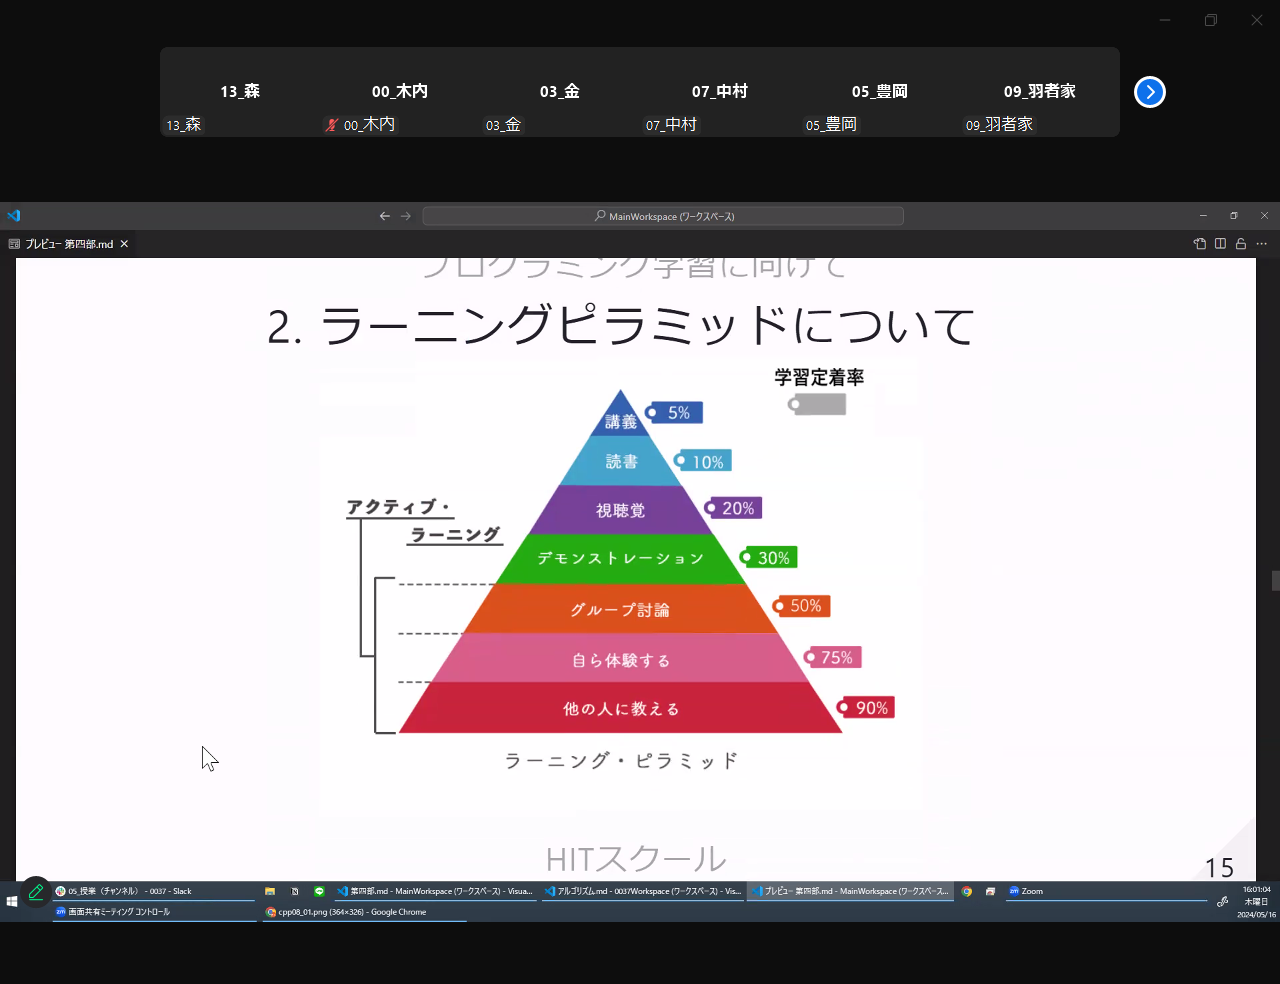 13_森
00_木内
03_金
07_中村
05_豊岡
09_羽者家
13_森
00_木内
03_金
07_中村
05_豊岡
09_羽者家
MainWorkspace (ワークスペース)
プレビュー 第四部.md
プログラミング学習に向けて
2. ラーニングピラミッドについて
学習定着率
講義
5%
読書
10%
視聴覚
20%
アクティブ・
ラーニング
デモンストレーション
30%
グループ討論
50%
自ら体験する
75%
他の人に教える
90%
ラーニング・ピラミッド
HITスクール
15
05_授業（チャンネル） - 0037 - Slack
第四部.md - MainWorkspace (ワークスペース) - Visua...
アルゴリズム.md - 0037Workspace (ワークスペース) - Vis...
プレビュー 第四部.md - MainWorkspace (ワークスペース...
Zoom
画面共有ミーティング コントロール
cpp08_01.png (364×326) - Google Chrome
16:01:04
木曜日
2024/05/16